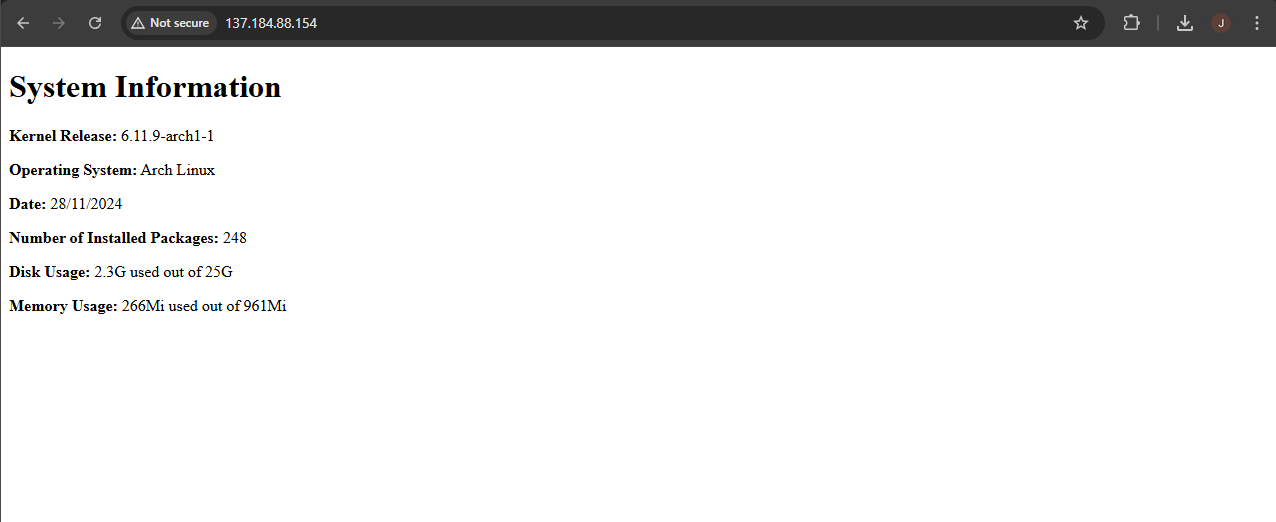 Not secure 137.184.88.154
J
System Information
Kernel Release: 6.11.9-arch1-1
Operating System: Arch Linux
Date: 28/11/2024
Number of Installed Packages: 248
Disk Usage: 2.3G used out of 25G
Memory Usage: 266Mi used out of 961Mi